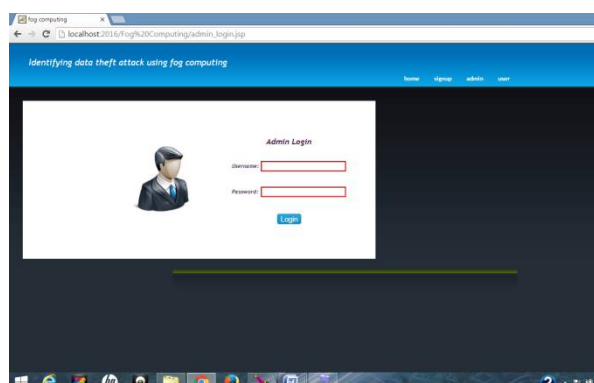 fog computing
localhost:2016/Fog%20Computing/admin_login.jsp
Identifying data theft attack using fog computing
home signup admin user
Admin Login
Username:
Password:
Login